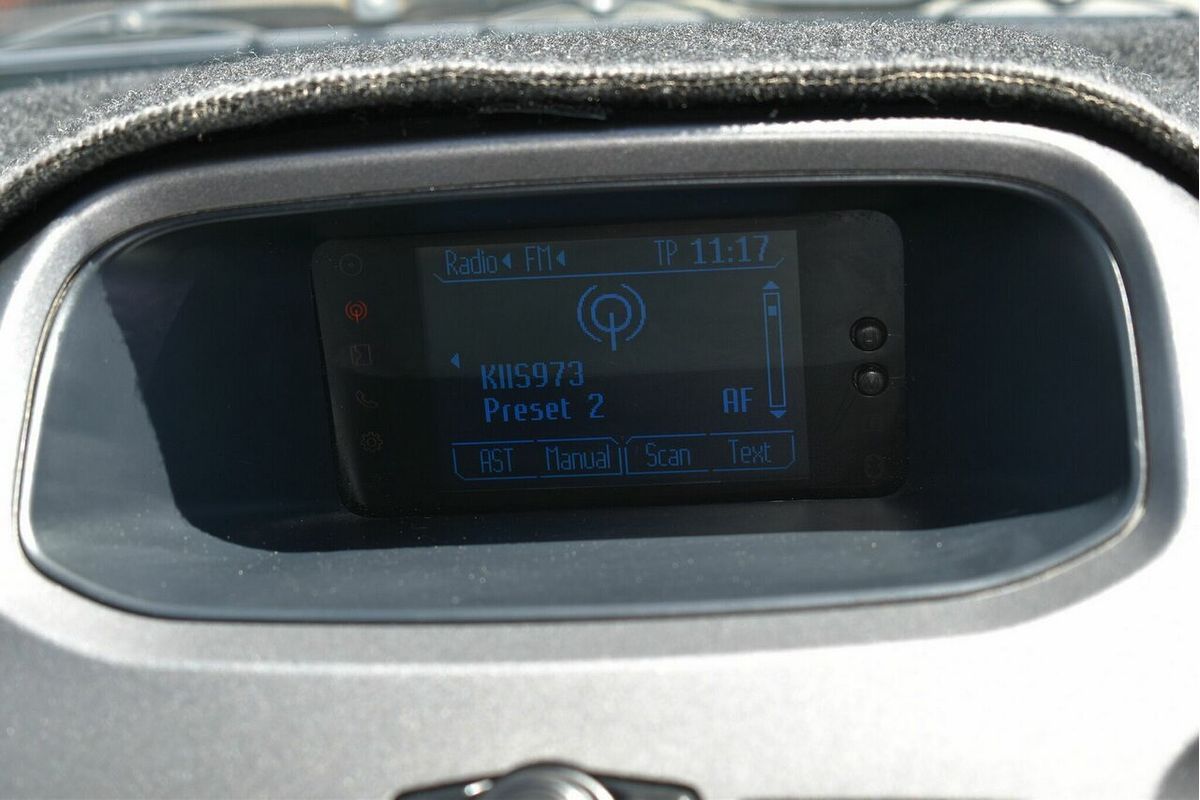 Radio FM TP 11:17
KIIS973
Preset 2 AF
AST Manual Scan Text